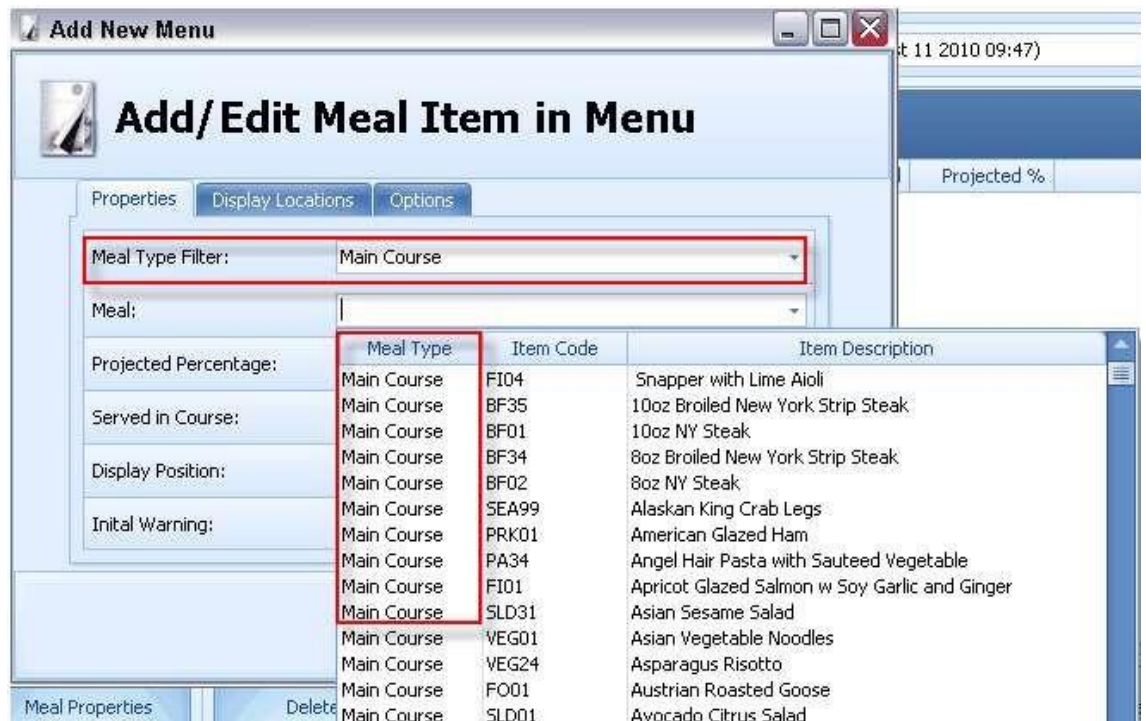 Add New Menu
t 11 2010 09:47)
Add/Edit Meal Item in Menu
Projected %
Properties Display Locations Options
Meal Type Filter: Main Course
Meal:
Meal Type Item Code Item Description
Projected Percentage:
Served in Course:
Display Position:
Inital Warning:
Main Course FI04 Snapper with Lime Aioli
Main Course BF35 10oz Broiled New York Strip Steak
Main Course BF01 10oz NY Steak
Main Course BF34 8oz Broiled New York Strip Steak
Main Course BF02 8oz NY Steak
Main Course SEA99 Alaskan King Crab Legs
Main Course PRK01 American Glazed Ham
Main Course PA34 Angel Hair Pasta with Sauteed Vegetable
Main Course FI01 Apricot Glazed Salmon w Soy Garlic and Ginger
Main Course SLD31 Asian Sesame Salad
Main Course VEG01 Asian Vegetable Noodles
Main Course VEG24 Asparagus Risotto
Main Course FO01 Austrian Roasted Goose
Main Course SLD01 Avocado Citrus Salad
Meal Properties Delete